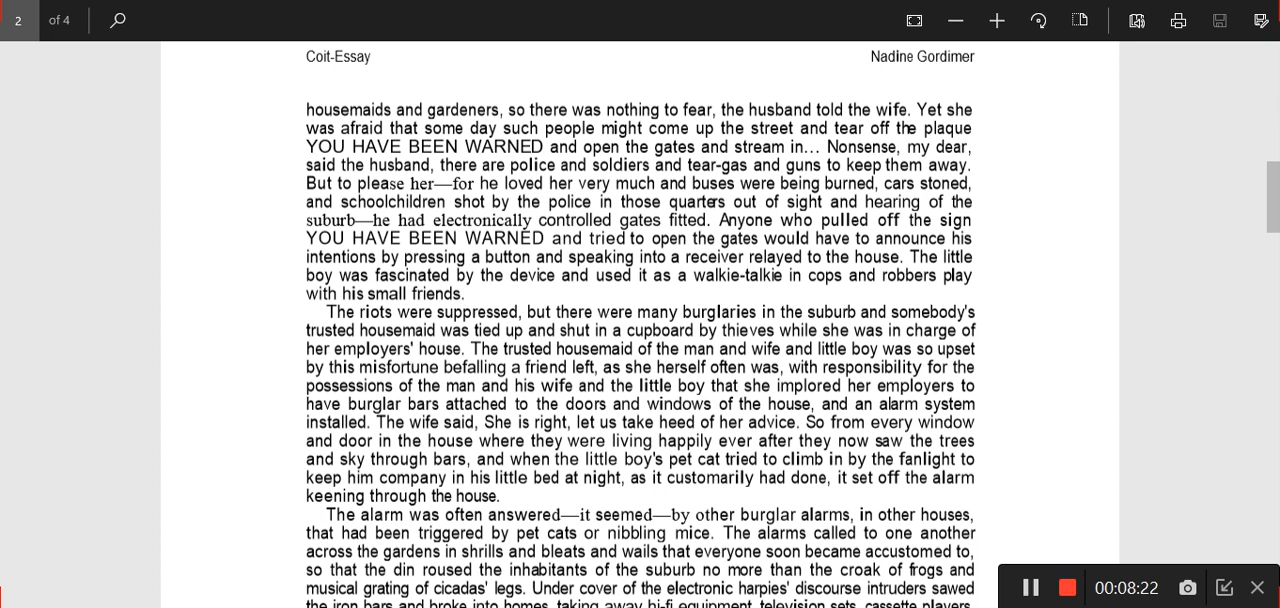 2 of 4
Coit-Essay Nadine Gordimer
housemaids and gardeners, so there was nothing to fear, the husband told the wife. Yet she
was afraid that some day such people might come up the street and tear off the plaque
YOU HAVE BEEN WARNED and open the gates and stream in... Nonsense, my dear,
said the husband, there are police and soldiers and tear-gas and guns to keep them away.
But to please her—for he loved her very much and buses were being burned, cars stoned,
and schoolchildren shot by the police in those quarters out of sight and hearing of the
suburb—he had electronically controlled gates fitted. Anyone who pulled off the sign
YOU HAVE BEEN WARNED and tried to open the gates would have to announce his
intentions by pressing a button and speaking into a receiver relayed to the house. The little
boy was fascinated by the device and used it as a walkie-talkie in cops and robbers play
with his small friends.
The riots were suppressed, but there were many burglaries in the suburb and somebody's
trusted housemaid was tied up and shut in a cupboard by thieves while she was in charge of
her employers' house. The trusted housemaid of the man and wife and little boy was so upset
by this misfortune befalling a friend left, as she herself often was, with responsibility for the
possessions of the man and his wife and the little boy that she implored her employers to
have burglar bars attached to the doors and windows of the house, and an alarm system
installed. The wife said, She is right, let us take heed of her advice. So from every window
and door in the house where they were living happily ever after they now saw the trees
and sky through bars, and when the little boy's pet cat tried to climb in by the fanlight to
keep him company in his little bed at night, as it customarily had done, it set off the alarm
keening through the house.
The alarm was often answered—it seemed—by other burglar alarms, in other houses,
that had been triggered by pet cats or nibbling mice. The alarms called to one another
across the gardens in shrills and bleats and wails that everyone soon became accustomed to,
so that the din roused the inhabitants of the suburb no more than the croak of frogs and
musical grating of cicadas' legs. Under cover of the electronic harpies' discourse intruders sawed
the iron bars and broke into homes, taking away hi-fi equipment, television sets, cassette players,
00:08:22